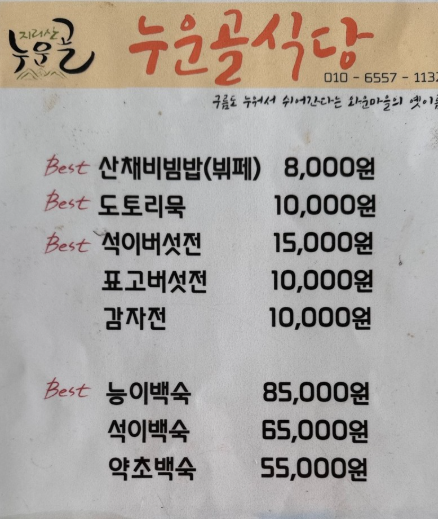 지리산
누운골
누운골식당
010 - 6557 - 1132
구름도 누워서 쉬어간다는 와운마을의 옛이름
Best 산채비빔밥(뷔페) 8,000원
Best 도토리묵 10,000원
Best 석이버섯전 15,000원
표고버섯전 10,000원
감자전 10,000원
Best 능이백숙 85,000원
석이백숙 65,000원
약초백숙 55,000원